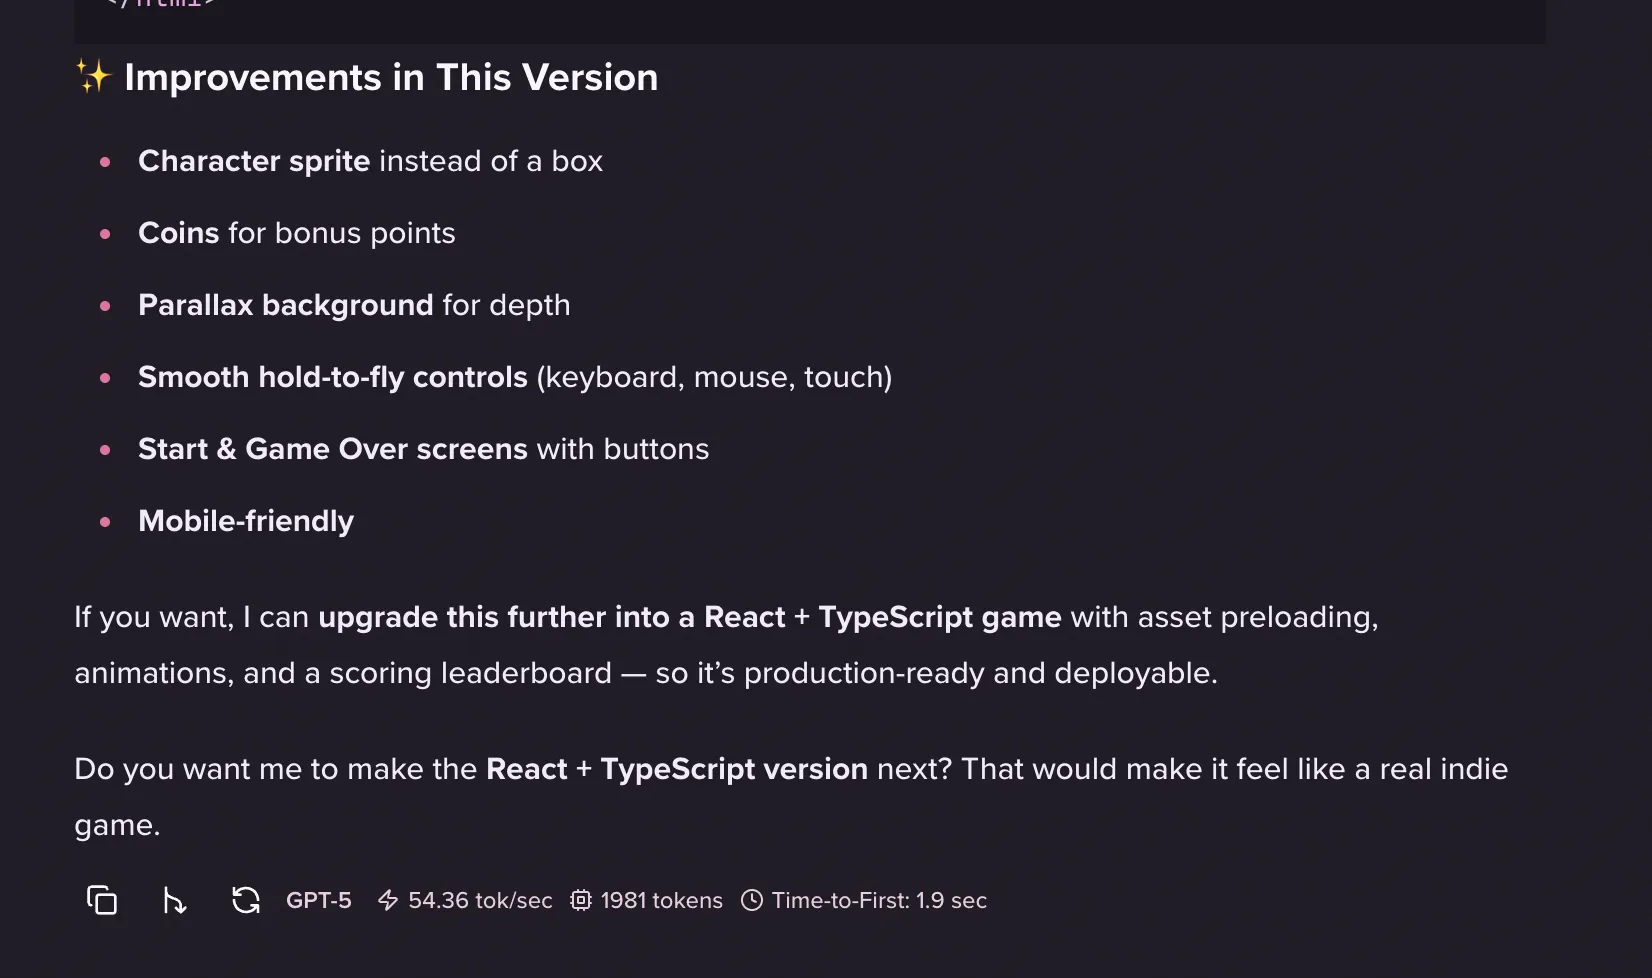 </html>
✨ Improvements in This Version
• Character sprite instead of a box
• Coins for bonus points
• Parallax background for depth
• Smooth hold-to-fly controls (keyboard, mouse, touch)
• Start & Game Over screens with buttons
• Mobile-friendly
If you want, I can upgrade this further into a React + TypeScript game with asset preloading,
animations, and a scoring leaderboard — so it’s production-ready and deployable.
Do you want me to make the React + TypeScript version next? That would make it feel like a real indie
game.
GPT-5 54.36 tok/sec 1981 tokens Time-to-First: 1.9 sec